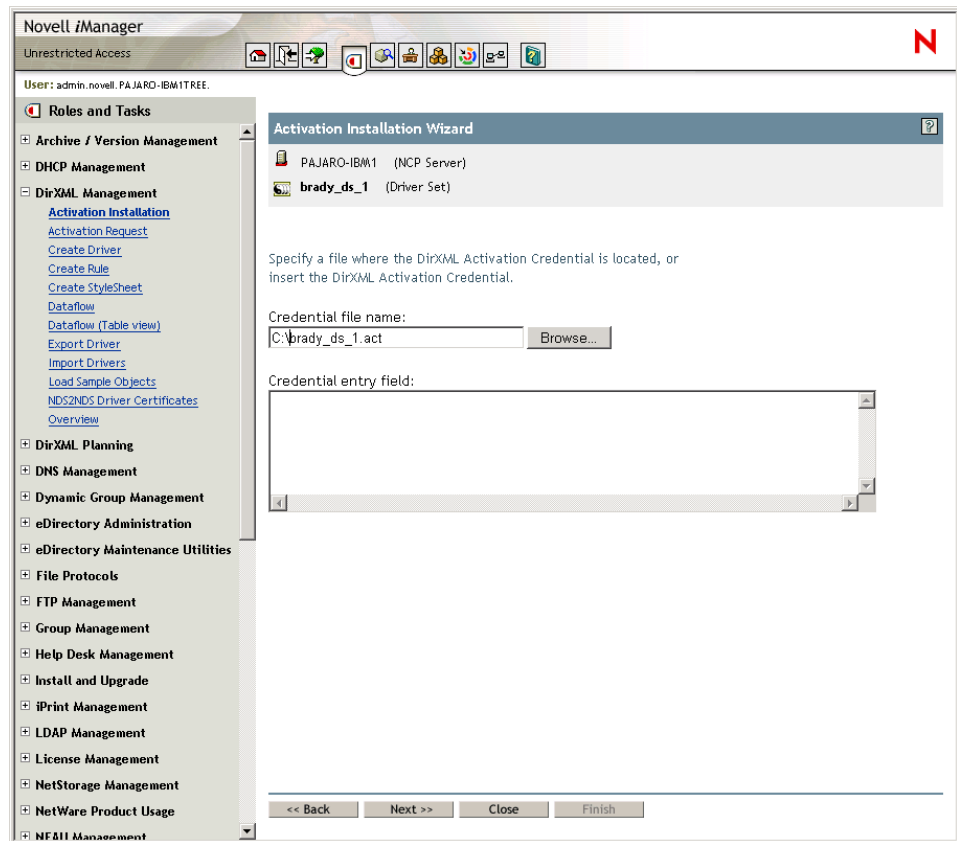 Novell iManager
Unrestricted Access
N
User: admin.novell.PAJARO-IBM1TREE.
Roles and Tasks
Archive / Version Management
DHCP Management
DirXML Management
Activation Installation
Activation Request
Create Driver
Create Rule
Create StyleSheet
Dataflow
Dataflow (Table view)
Export Driver
Import Drivers
Load Sample Objects
NDS2NDS Driver Certificates
Overview
DirXML Planning
DNS Management
Dynamic Group Management
eDirectory Administration
eDirectory Maintenance Utilities
File Protocols
FTP Management
Group Management
Help Desk Management
Install and Upgrade
iPrint Management
LDAP Management
License Management
NetStorage Management
NetWare Product Usage
NFAU Management
Activation Installation Wizard
?
PAJARO-IBM1 (NCP Server)
brady_ds_1 (Driver Set)
Specify a file where the DirXML Activation Credential is located, or
insert the DirXML Activation Credential.
Credential file name:
C:\brady_ds_1.act
Browse...
Credential entry field:
<< Back
Next >>
Close
Finish